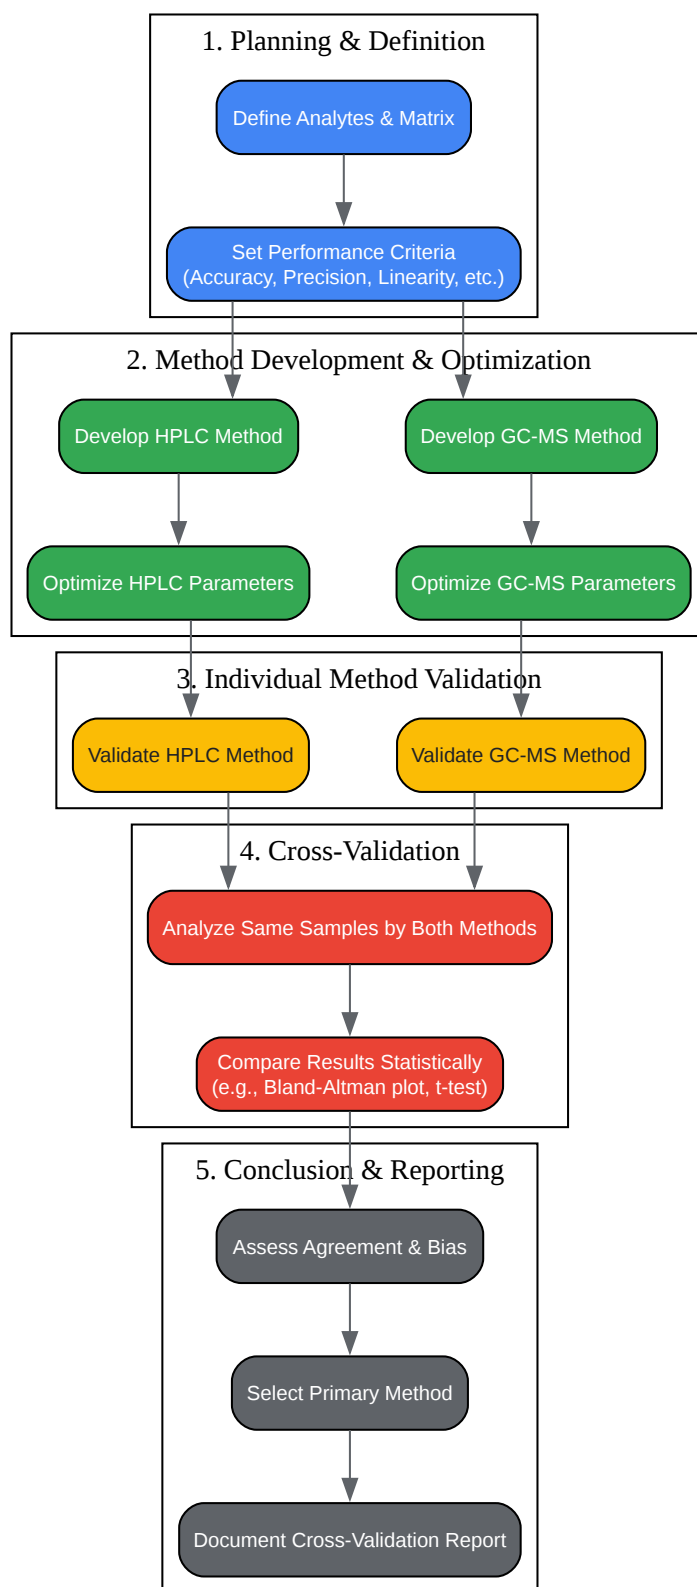 1. Planning & Definition
Define Analytes & Matrix
Set Performance Criteria
(Accuracy, Precision, Linearity, etc.)
2. Method Development & Optimization
Develop HPLC Method
Develop GC-MS Method
Optimize HPLC Parameters
Optimize GC-MS Parameters
3. Individual Method Validation
Validate HPLC Method
Validate GC-MS Method
4. Cross-Validation
Analyze Same Samples by Both Methods
Compare Results Statistically
(e.g., Bland-Altman plot, t-test)
5. Conclusion & Reporting
Assess Agreement & Bias
Select Primary Method
Document Cross-Validation Report